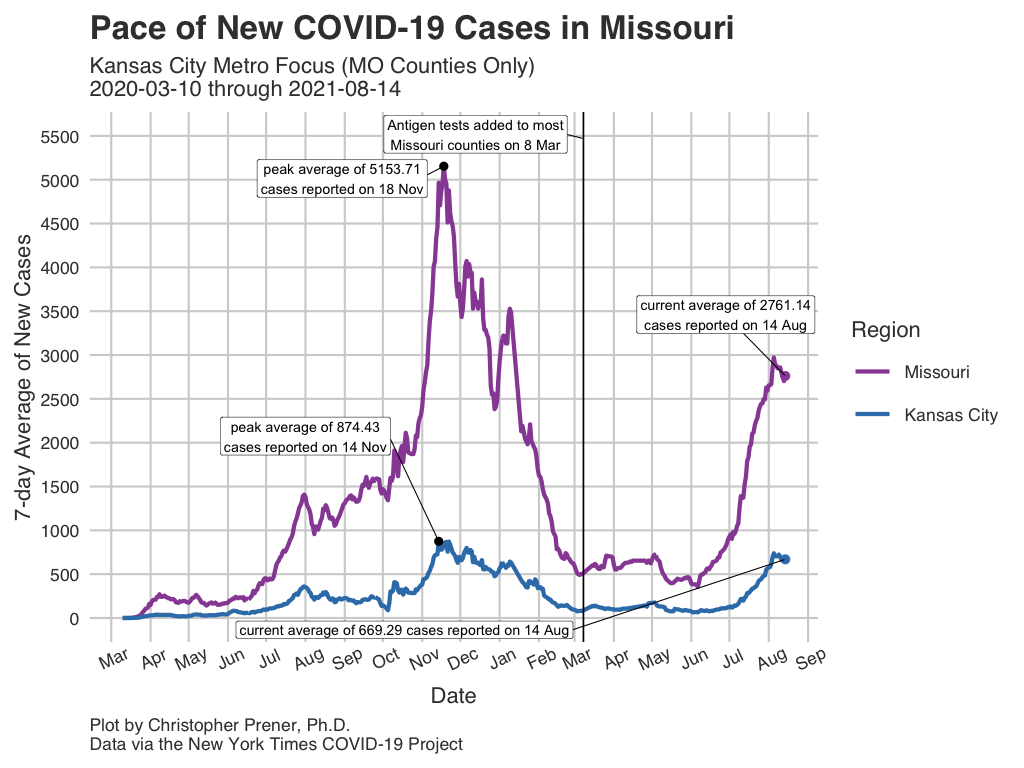 Pace of New COVID-19 Cases in Missouri
Kansas City Metro Focus (MO Counties Only)
2020-03-10 through 2021-08-14
Antigen tests added to most
Missouri counties on 8 Mar
peak average of 5153.71
cases reported on 18 Nov
current average of 2761.14
cases reported on 14 Aug
peak average of 874.43
cases reported on 14 Nov
current average of 669.29 cases reported on 14 Aug
7-day Average of New Cases
5500
5000
4500
4000
3500
3000
2500
2000
1500
1000
500
0
Mar Apr May Jun Jul Aug Sep Oct Nov Dec Jan Feb Mar Apr May Jun Jul Aug Sep
Date
Region
Missouri
Kansas City
Plot by Christopher Prener, Ph.D.
Data via the New York Times COVID-19 Project